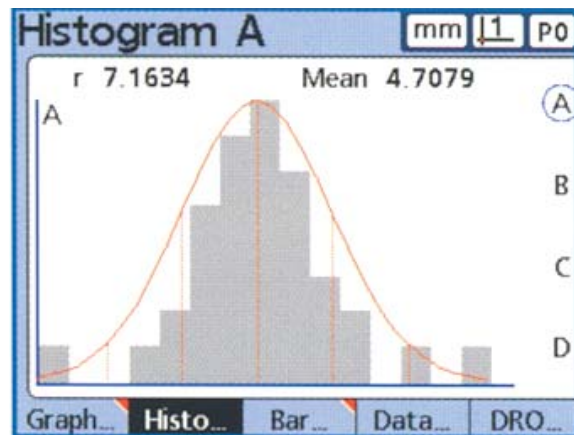 Histogram A mm 1 P0
r 7.1634 Mean 4.7079
A
A
B
C
D
Graph... Histo... Bar... Data... DRO...